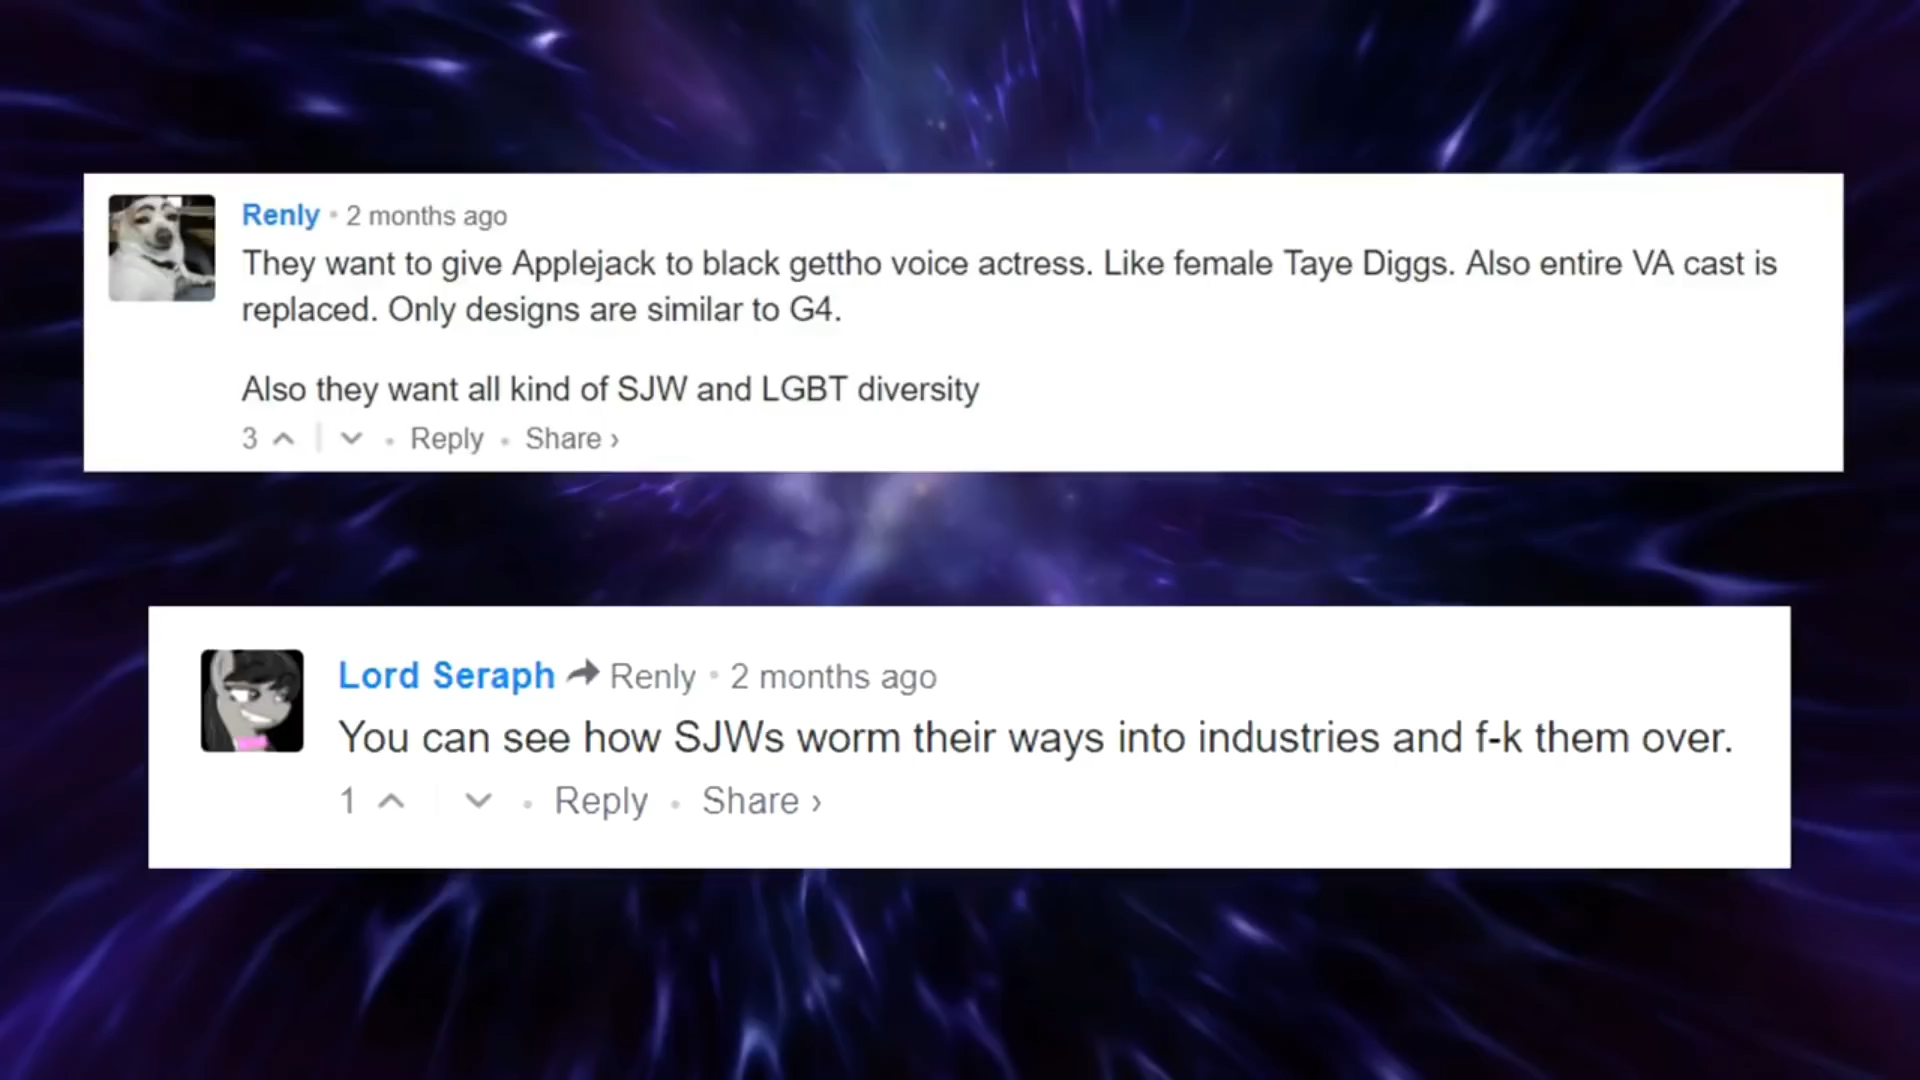 Renly • 2 months ago
They want to give Applejack to black gettho voice actress. Like female Taye Diggs. Also entire VA cast is
replaced. Only designs are similar to G4.
Also they want all kind of SJW and LGBT diversity
3 • Reply • Share ›
Lord Seraph Renly • 2 months ago
You can see how SJWs worm their ways into industries and f-k them over.
1 • Reply • Share ›